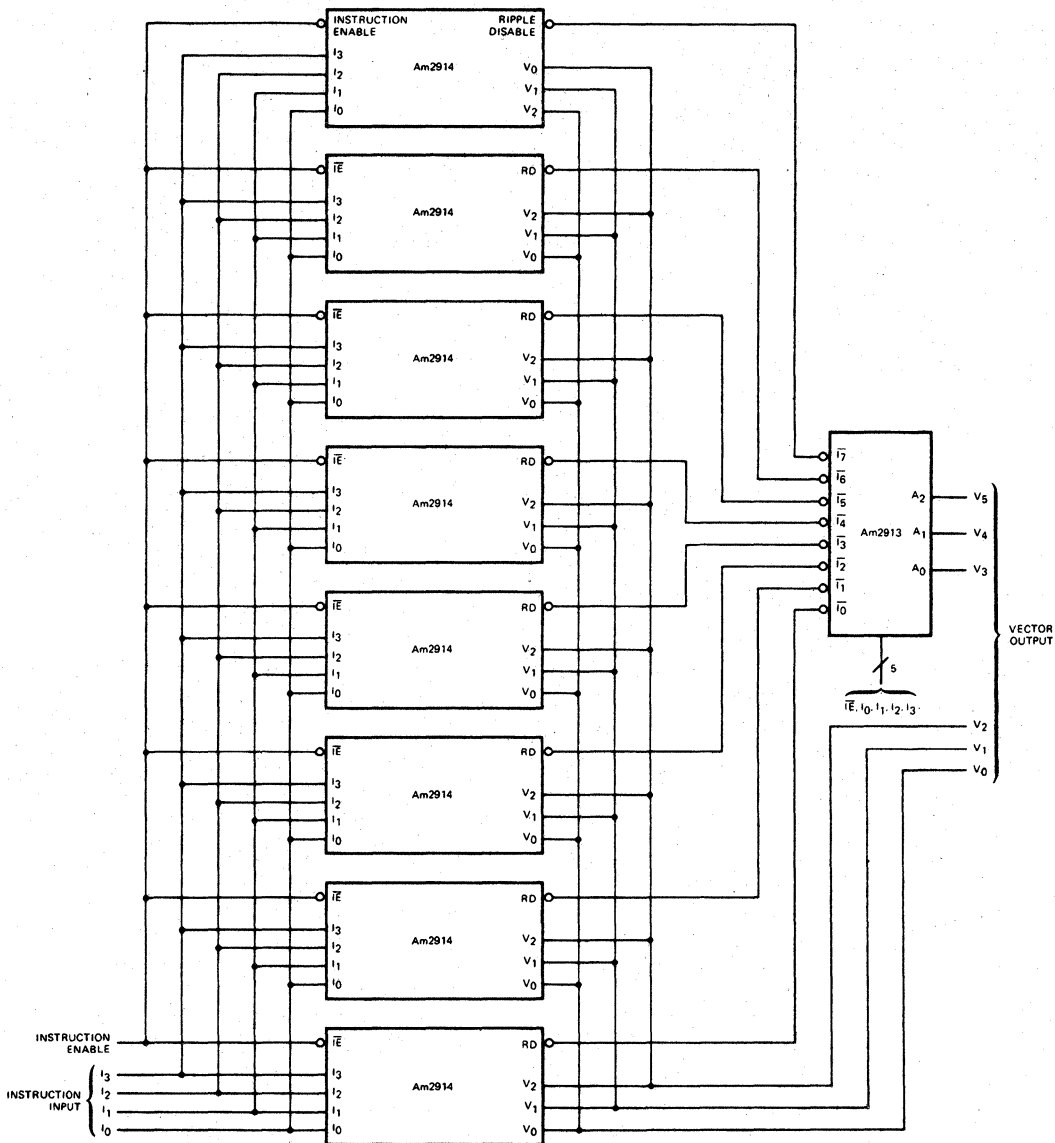 INSTRUCTION ENABLE
RIPPLE DISABLE
I3
I2
I1
I0
Am2914
V0
V1
V2
IE
I3
I2
I1
I0
Am2914
RD
V2
V1
V0
IE
I3
I2
I1
I0
Am2914
RD
V2
V1
V0
IE
I3
I2
I1
I0
Am2914
RD
V2
V1
V0
IE
I3
I2
I1
I0
Am2914
RD
V2
V1
V0
IE
I3
I2
I1
I0
Am2914
RD
V2
V1
V0
IE
I3
I2
I1
I0
Am2914
RD
V2
V1
V0
IE
I3
I2
I1
I0
Am2914
RD
V2
V1
V0
INSTRUCTION ENABLE
INSTRUCTION INPUT
I3
I2
I1
I0
I7
I6
I5
I4
I3
I2
I1
I0
Am2913
A2
A1
A0
5
IE, I0, I1, I2, I3.
V5
V4
V3
VECTOR OUTPUT
V2
V1
V0